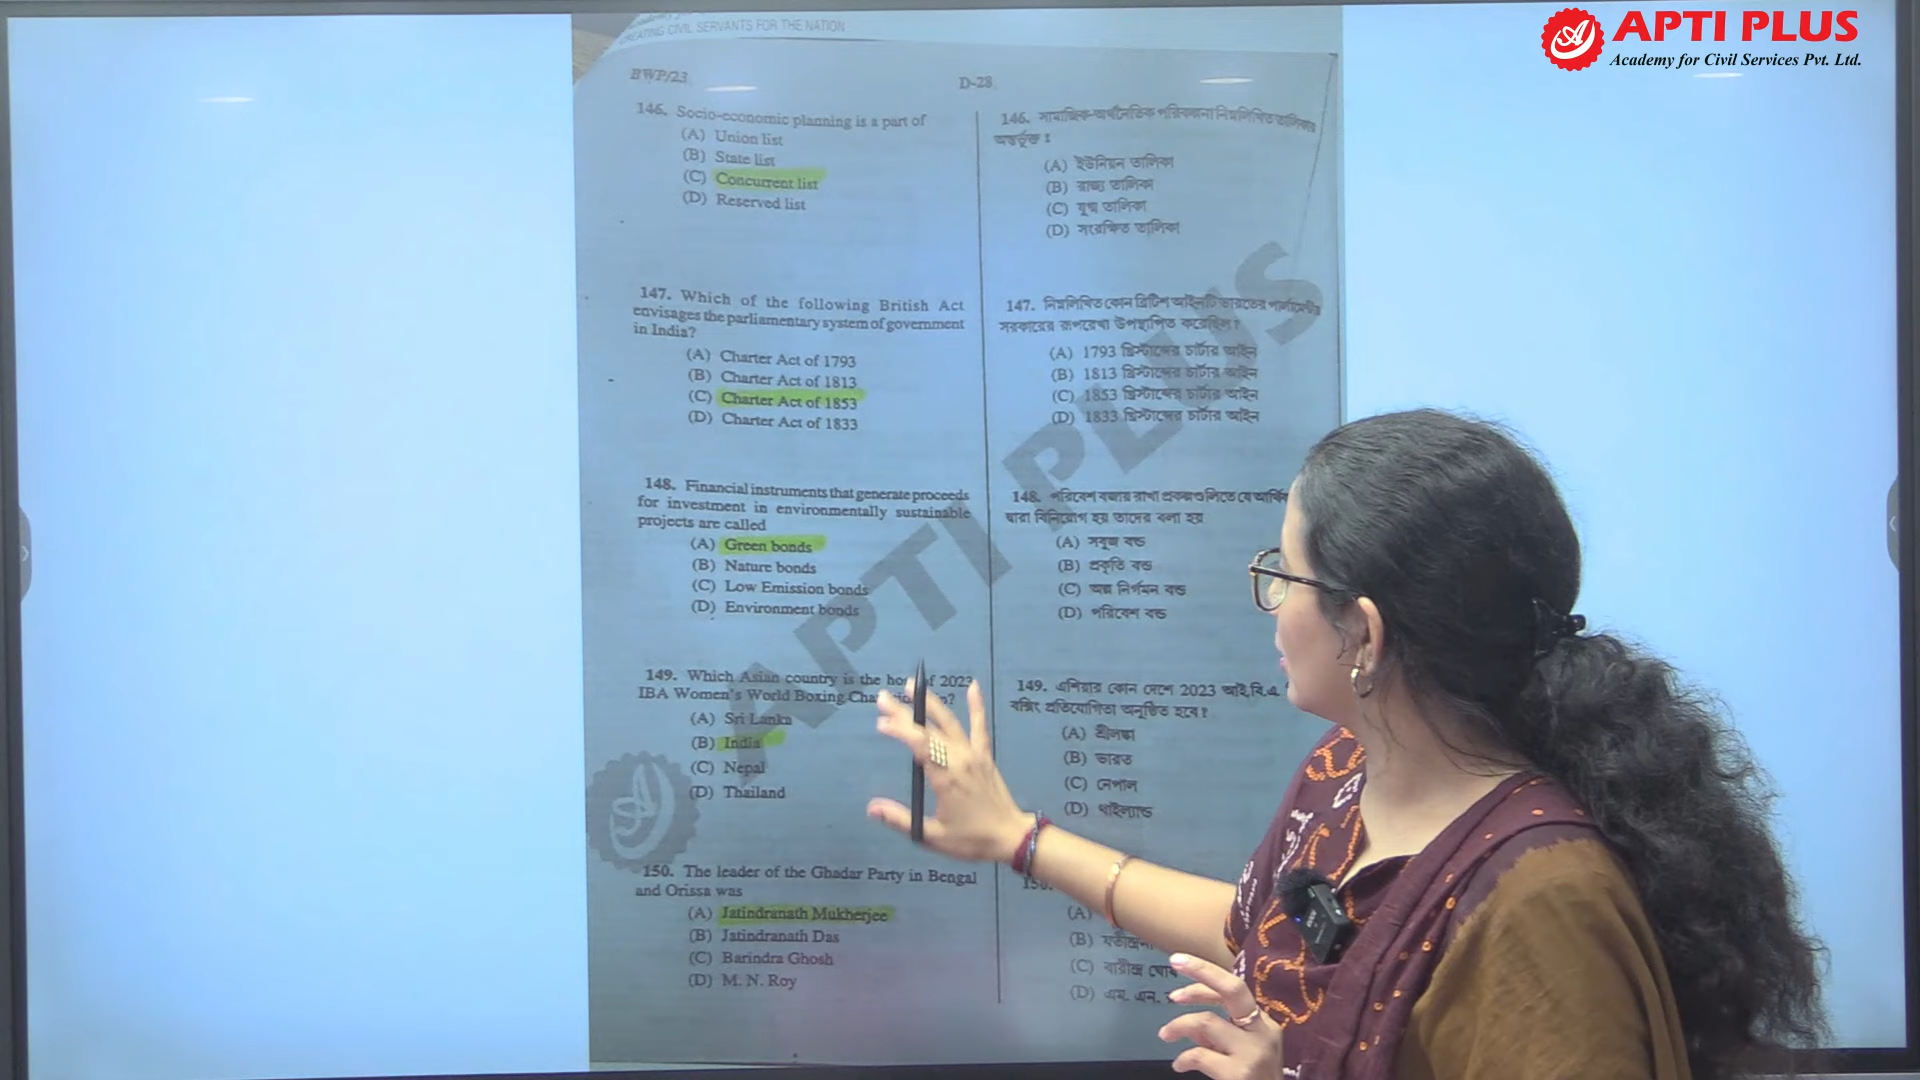 APTI PLUS
Academy for Civil Services Pvt. Ltd.
CREATING CIVIL SERVANTS FOR THE NATION
BWP/23
D-28
146. Socio-economic planning is a part of
(A) Union list
(B) State list
(C) Concurrent list
(D) Reserved list
147. Which of the following British Act
envisages the parliamentary system of government
in India?
(A) Charter Act of 1793
(B) Charter Act of 1813
(C) Charter Act of 1853
(D) Charter Act of 1833
148. Financial instruments that generate proceeds
for investment in environmentally sustainable
projects are called
(A) Green bonds
(B) Nature bonds
(C) Low Emission bonds
(D) Environment bonds
149. Which Asian country is the of 2023
IBA Women's World Boxing
(A) Sri Lanka
(B) India
(C) Nepal
(D) Thailand
150. The leader of the Ghadar Party in Bengal
and Orissa was
(A) Jatindranath Mukherjee
(B) Jatindranath Das
(C) Barindra Ghosh
(D) M. N. Roy
146. সামাজিক-অর্থনৈতিক পরিকল্পনা নিম্নলিখিত তালিকার
অন্তর্ভুক্ত :
(A) ইউনিয়ন তালিকা
(B) রাজ্য তালিকা
(C) যুগ্ম তালিকা
(D) সংরক্ষিত তালিকা
147. নিম্নলিখিত কোন ব্রিটিশ আইনটি ভারতের
সরকারের রূপরেখা উপস্থাপিত করেছিল?
(A) 1793 খ্রিস্টাব্দের চার্টার আইন
(B) 1813 খ্রিস্টাব্দের চার্টার আইন
(C) 1853 খ্রিস্টাব্দের চার্টার আইন
(D) 1833 খ্রিস্টাব্দের চার্টার আইন
148. পরিবেশ বজায় রাখা প্রকল্পগুলিতে যে
দ্বারা বিনিয়োগ হয় তাদের বলা হয়
(A) সবুজ বন্ড
(B) প্রকৃতি বন্ড
(C) অল্প নির্গমন বন্ড
(D) পরিবেশ বন্ড
149. এশিয়ার কোন দেশে 2023 আই.বি.এ.
বক্সিং প্রতিযোগিতা অনুষ্ঠিত হবে?
(A) শ্রীলঙ্কা
(B) ভারত
(C) নেপাল
(D) থাইল্যান্ড
150.
(A)
(B)
(C) বারীন্দ্র ঘোষ
(D) এম. এন.
APTI PLUS